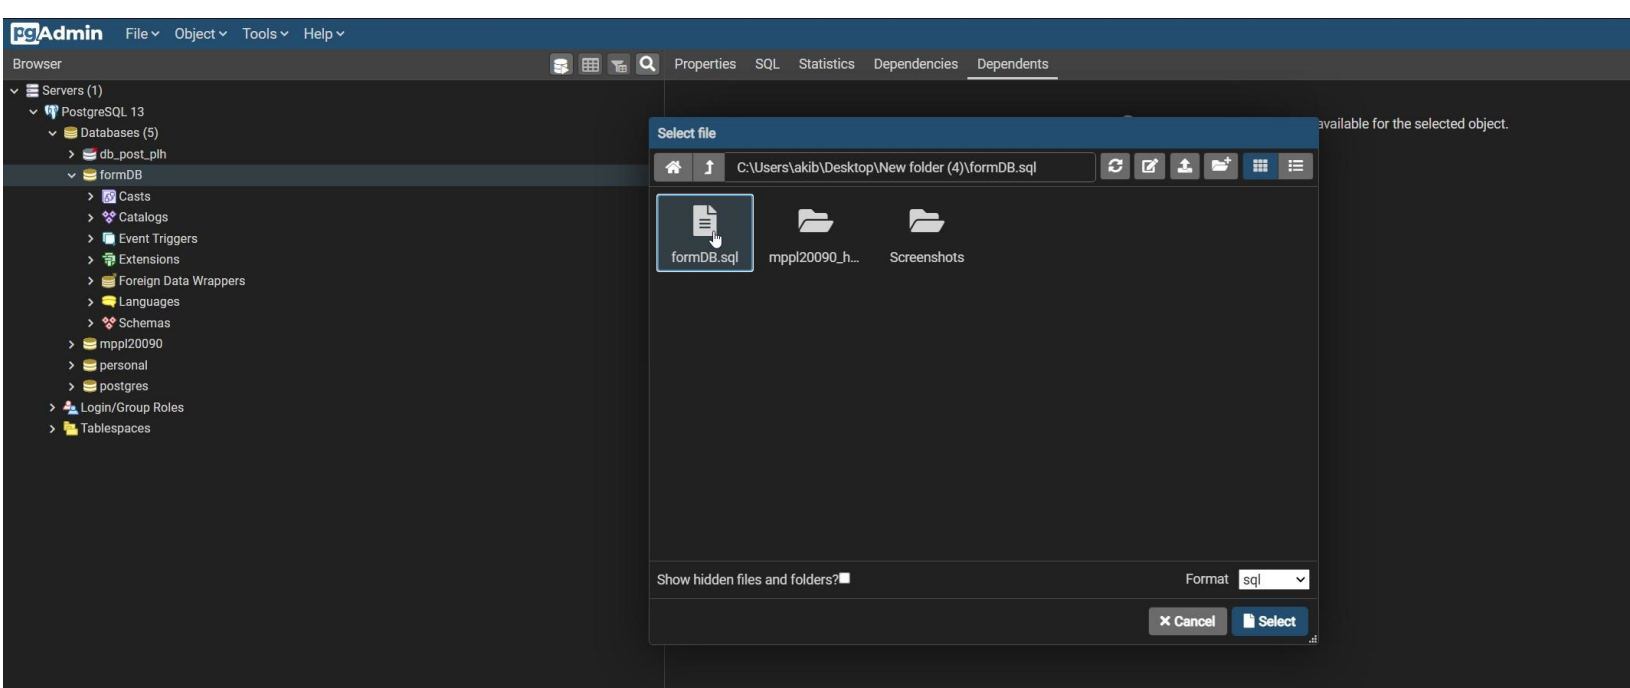 pgAdmin File Object Tools Help
Browser
Properties SQL Statistics Dependencies Dependents
Servers (1)
PostgreSQL 13
Databases (5)
db_post_plh
formDB
Casts
Catalogs
Event Triggers
Extensions
Foreign Data Wrappers
Languages
Schemas
mppl20090
personal
postgres
Login/Group Roles
Tablespaces
available for the selected object.
Select file
C:\Users\akib\Desktop\New folder (4)\formDB.sql
formDB.sql mppl20090_h... Screenshots
Show hidden files and folders? Format sql
Cancel Select